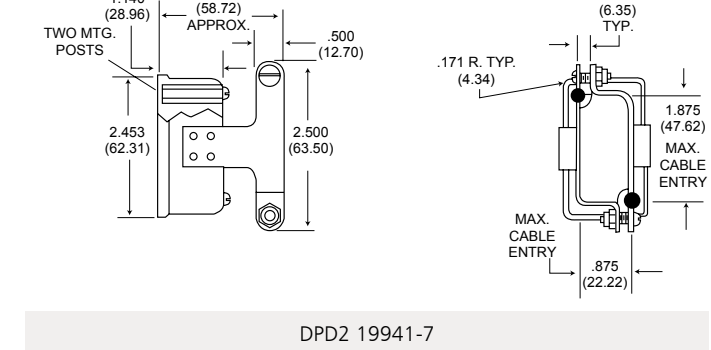 (28.96)
(58.72)
APPROX.
TWO MTG.
POSTS
.500
(12.70)
2.453
(62.31)
2.500
(63.50)
(6.35)
TYP.
.171 R. TYP.
(4.34)
1.875
(47.62)
MAX.
CABLE
ENTRY
MAX.
CABLE
ENTRY
.875
(22.22)
DPD2 19941-7